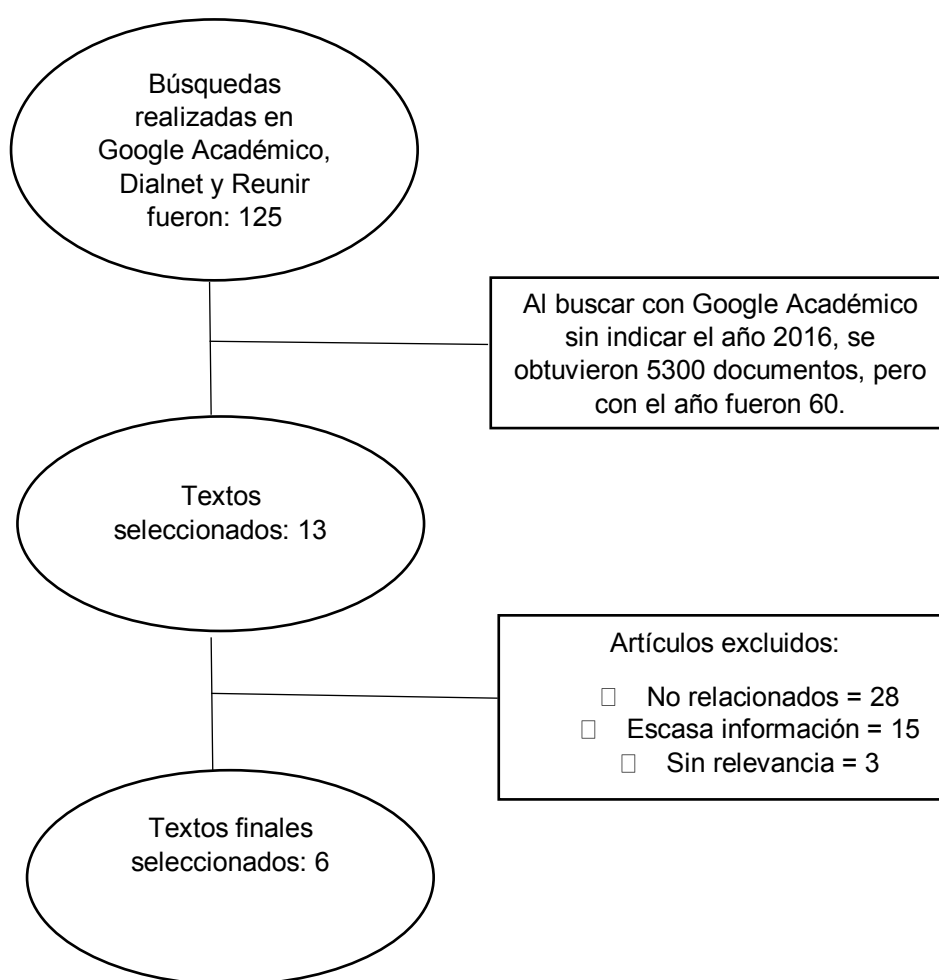 Búsquedas
realizadas en
Google Académico,
Dialnet y Reunir
fueron: 125
Al buscar con Google Académico
sin indicar el año 2016, se
obtuvieron 5300 documentos, pero
con el año fueron 60.
Textos
seleccionados: 13
Artículos excluidos:
No relacionados = 28
Escasa información = 15
Sin relevancia = 3
Textos finales
seleccionados: 6